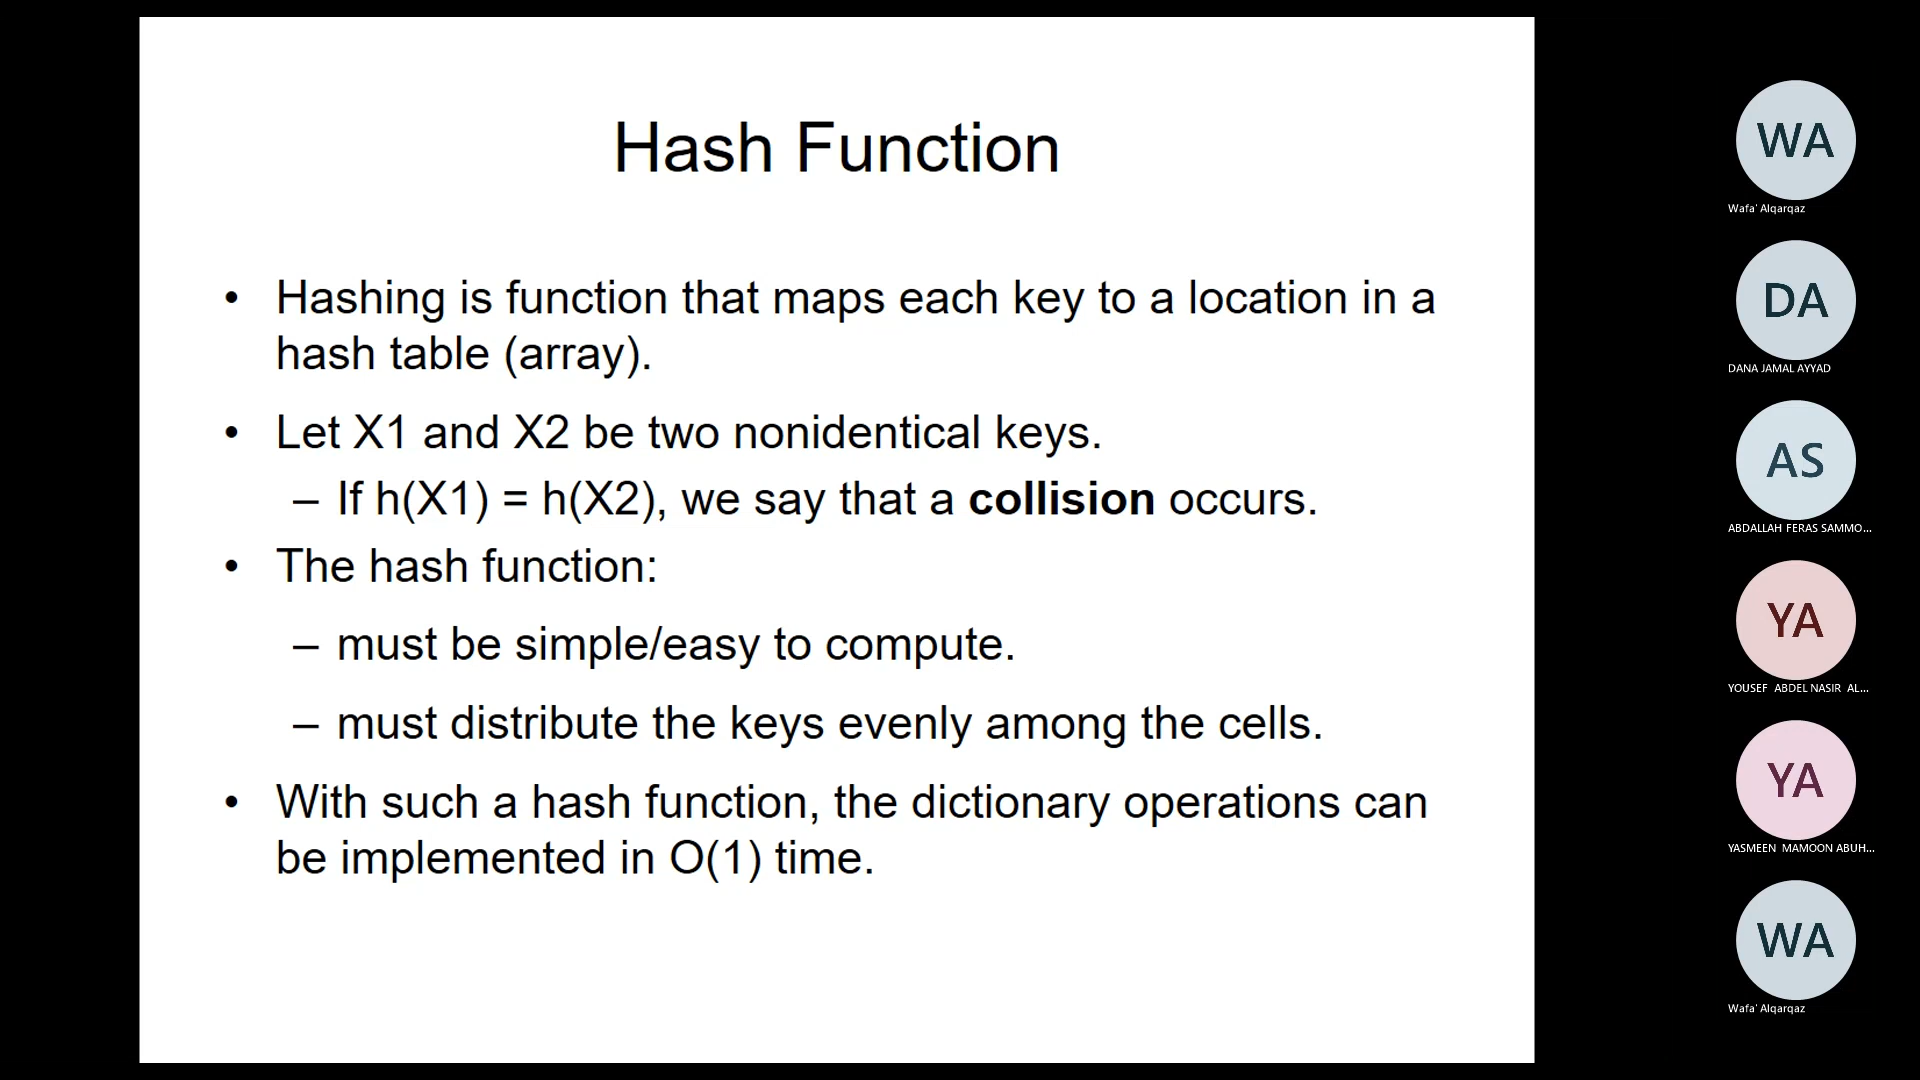 Hash Function
• Hashing is function that maps each key to a location in a
hash table (array).
• Let X1 and X2 be two nonidentical keys.
– If h(X1) = h(X2), we say that a collision occurs.
• The hash function:
– must be simple/easy to compute.
– must distribute the keys evenly among the cells.
• With such a hash function, the dictionary operations can
be implemented in O(1) time.
WA
Wafa' Alqarqaz
DA
DANA JAMAL AYYAD
AS
ABDALLAH FERAS SAMMO...
YA
YOUSEF ABDEL NASIR AL...
YA
YASMEEN MAMOON ABUH...
WA
Wafa' Alqarqaz